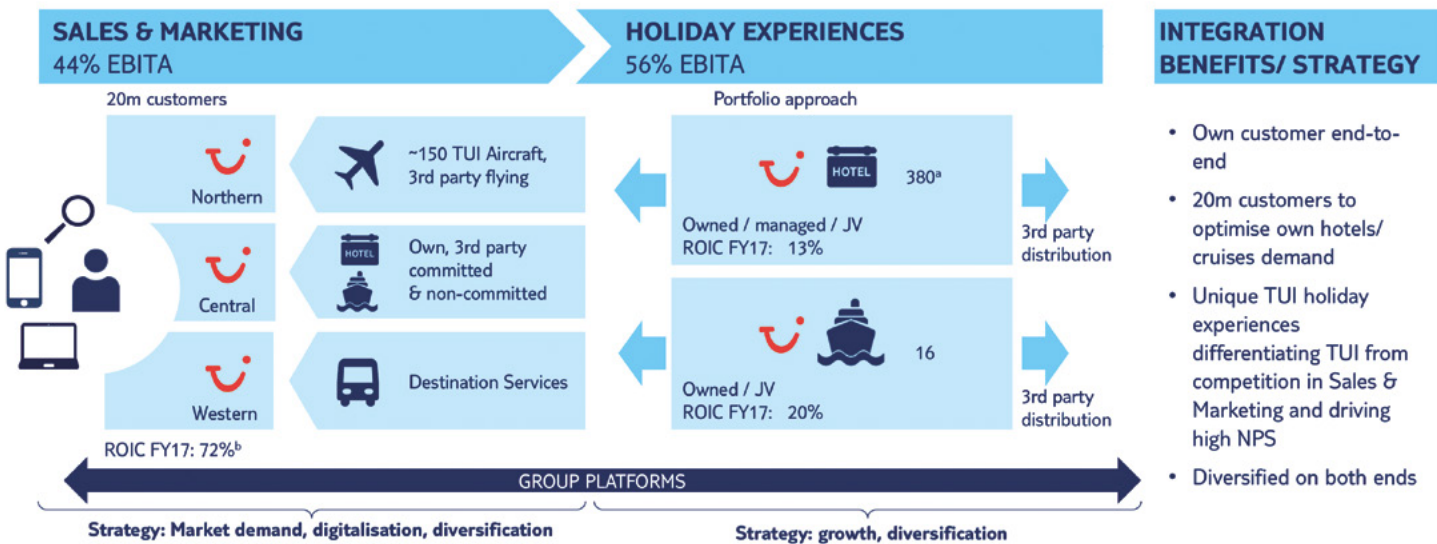 SALES & MARKETING
44% EBITA
HOLIDAY EXPERIENCES
56% EBITA
INTEGRATION
BENEFITS/ STRATEGY
20m customers
Northern
Central
Western
ROIC FY17: 72%ᵇ
~150 TUI Aircraft,
3rd party flying
HOTEL
Own, 3rd party
committed
& non-committed
Destination Services
Portfolio approach
HOTEL
380ᵃ
Owned / managed / JV
ROIC FY17: 13%
3rd party
distribution
16
Owned / JV
ROIC FY17: 20%
3rd party
distribution
• Own customer end-to-
end
• 20m customers to
optimise own hotels/
cruises demand
• Unique TUI holiday
experiences
differentiating TUI from
competition in Sales &
Marketing and driving
high NPS
• Diversified on both ends
GROUP PLATFORMS
Strategy: Market demand, digitalisation, diversification
Strategy: growth, diversification